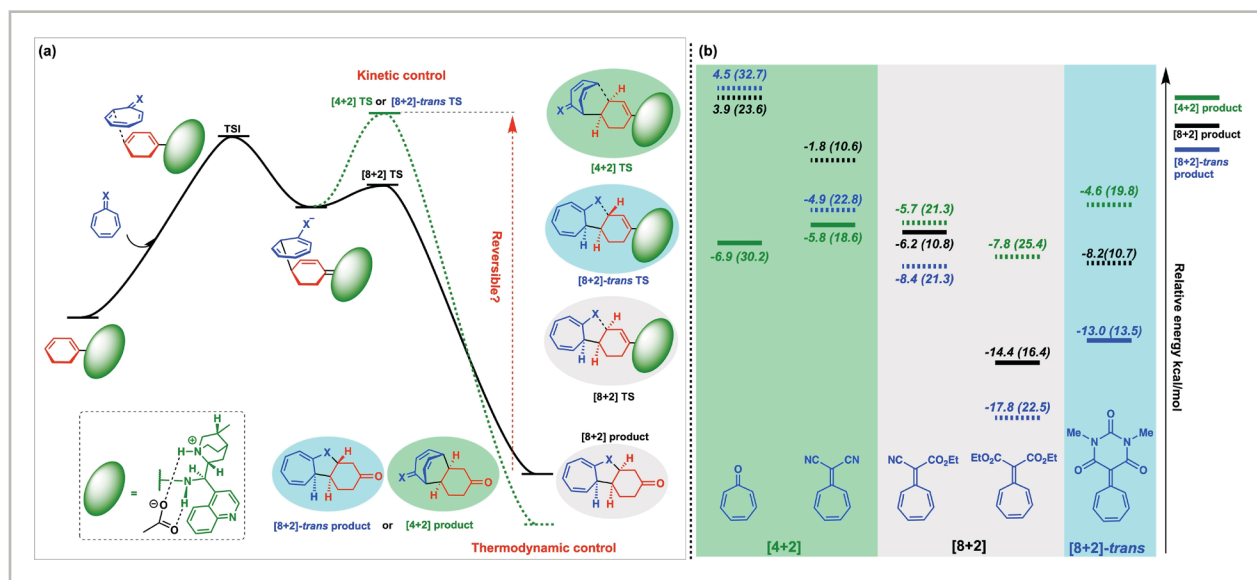 (a)
Kinetic control
[4+2] TS or [8+2]-trans TS
X
TSI
[8+2] TS
X
X⁻
Reversible?
H
X
H
[4+2] TS
X
H
H
H
[8+2]-trans TS
X
H
H
H
[8+2] TS
H
⊕
HN
N
H
⊖
O
O
N
=
X
H
H
H
O
X
H
H
O
[8+2]-trans product or [4+2] product
[8+2] product
X
H
H
H
O
Thermodynamic control
(b)
4.5 (32.7)
3.9 (23.6)
-1.8 (10.6)
-4.9 (22.8)
-5.8 (18.6)
-6.9 (30.2)
-5.7 (21.3)
-6.2 (10.8)
-8.4 (21.3)
-7.8 (25.4)
-14.4 (16.4)
-17.8 (22.5)
-4.6 (19.8)
-8.2(10.7)
-13.0 (13.5)
O
NC CN
NC CO₂Et
EtO₂C CO₂Et
O
Me N N Me
O O
[4+2]
[8+2]
[8+2]-trans
[4+2] product
[8+2] product
[8+2]-trans
product
Relative energy kcal/mol